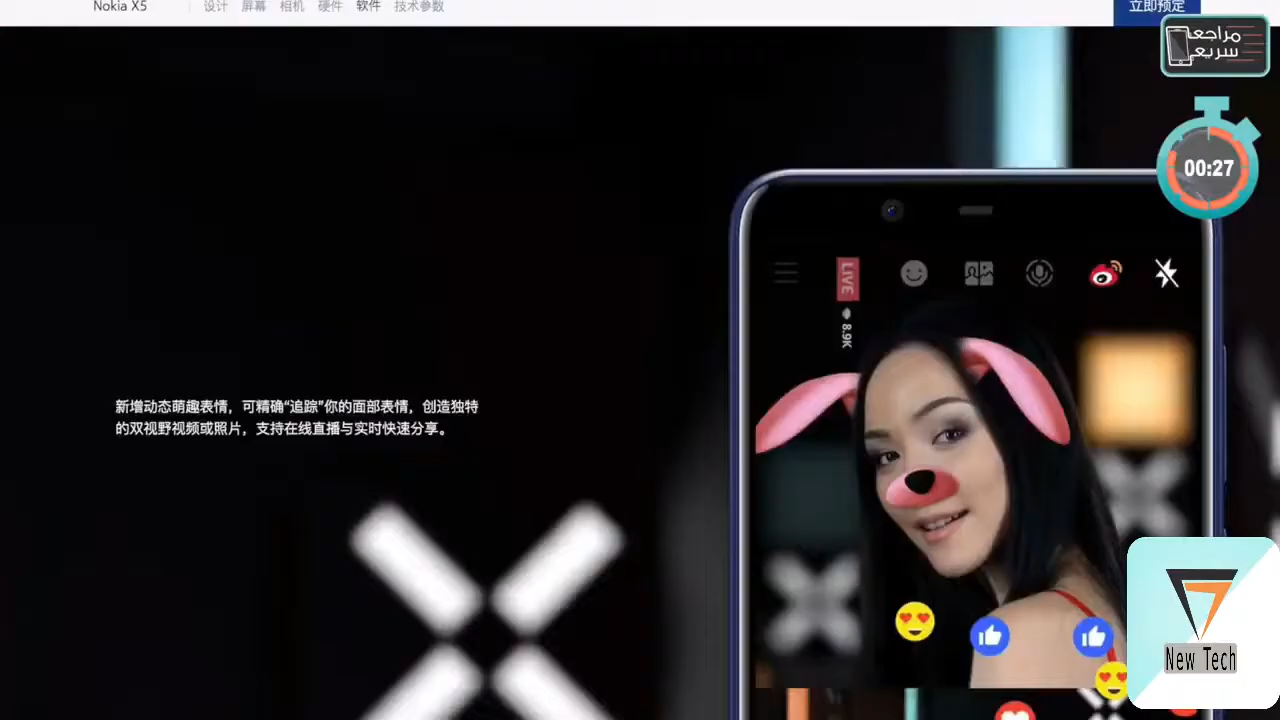 Nokia X5
设计 屏幕 相机 硬件 软件 技术参数
立即预定
مراجعة
سريعة
00:27
LIVE
8.9K
新增动态萌趣表情，可精确“追踪”你的面部表情，创造独特
的双视野视频或照片，支持在线直播与实时快速分享。
New Tech